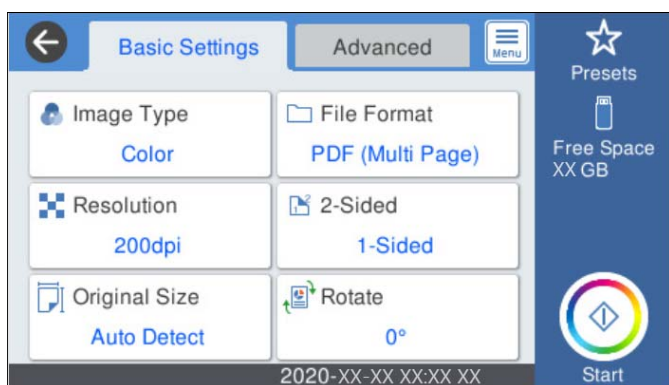 Basic Settings
Advanced
Menu
Presets
Image Type
Color
File Format
PDF (Multi Page)
Free Space
XX GB
Resolution
200dpi
2-Sided
1-Sided
Original Size
Auto Detect
Rotate
0°
2020-XX-XX XX:XX XX
Start